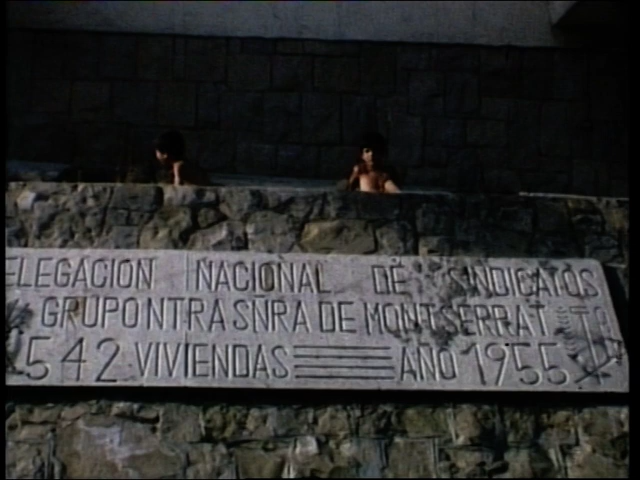 ELEGACION NACIONAL DE SINDICATOS
GRUPO NTRA SÑRA DE MONTSERRAT
542 VIVIENDAS AÑO 1955